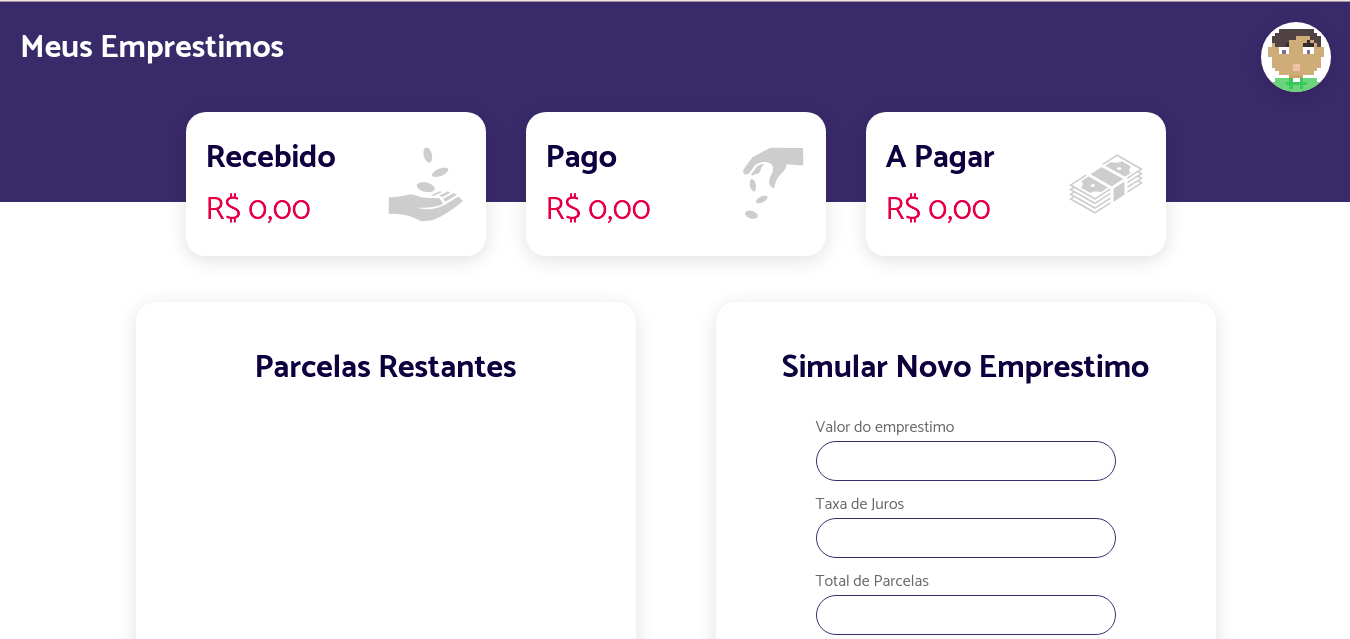 Meus Emprestimos
Recebido
R$ 0,00
Pago
R$ 0,00
A Pagar
R$ 0,00
Parcelas Restantes
Simular Novo Emprestimo
Valor do emprestimo
Taxa de Juros
Total de Parcelas